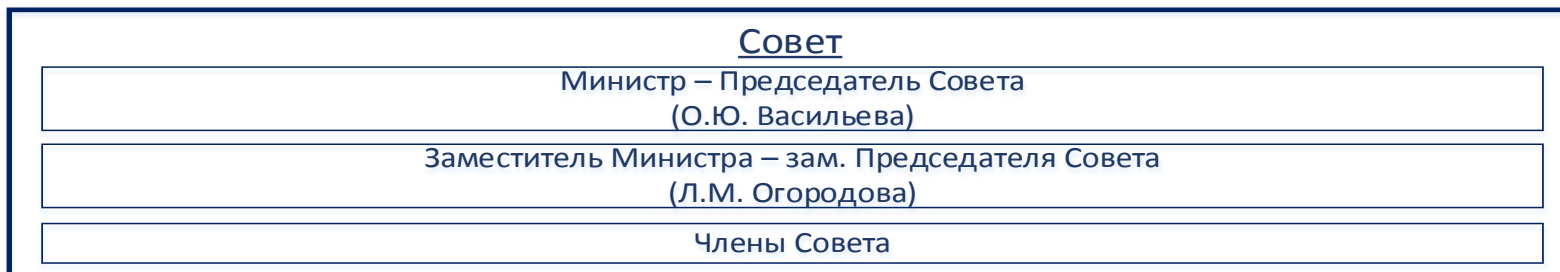 Совет
Министр – Председатель Совета
(О.Ю. Васильева)
Заместитель Министра – зам. Председателя Совета
(Л.М. Огородова)
Члены Совета